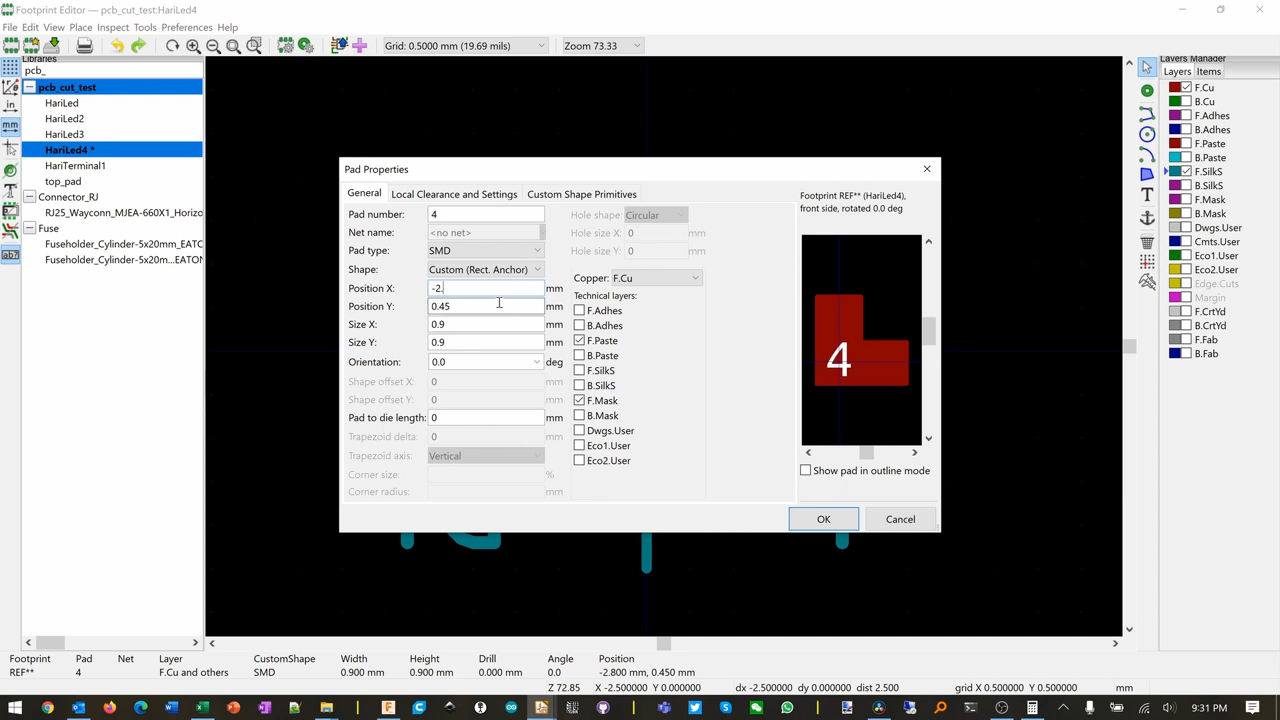 Footprint Editor — pcb_cut_test:HariLed4
File Edit View Place Inspect Tools Preferences Help
Grid: 0.5000 mm (19.69 mils)
Zoom 73.33
Libraries
pcb_
pcb_cut_test
HariLed
HariLed2
HariLed3
HariLed4 *
HariTerminal1
top_pad
Connector_RJ
RJ25_Wayconn_MJEA-660X1_Horizo
Fuse
Fuseholder_Cylinder-5x20mm_EATC
Fuseholder_Cylinder-5x20m...EATON
in
mm
Pad Properties
General Local Clearance and Settings Custom Shape Primitives
Pad number: 4
Net name: <no net>
Pad type: SMD
Shape: Custom (Rect. Anchor)
Position X: -2. mm
Position Y: 0.45 mm
Size X: 0.9 mm
Size Y: 0.9 mm
Orientation: 0.0 deg
Shape offset X: 0 mm
Shape offset Y: 0 mm
Pad to die length: 0 mm
Trapezoid delta: 0 mm
Trapezoid axis: Vertical
Corner size: %
Corner radius: mm
Hole shape: Circular
Hole size X: 0 mm
Hole size Y: 0 mm
Copper: F.Cu
Technical layers:
F.Adhes
B.Adhes
F.Paste
B.Paste
F.SilkS
B.SilkS
F.Mask
B.Mask
Dwgs.User
Eco1.User
Eco2.User
Footprint REF** (HariLed4),
front side, rotated 0.0 deg
4
Show pad in outline mode
OK Cancel
Layers Manager
Layers Items
F.Cu
B.Cu
F.Adhes
B.Adhes
F.Paste
B.Paste
F.SilkS
B.SilkS
F.Mask
B.Mask
Dwgs.User
Cmts.User
Eco1.User
Eco2.User
Edge.Cuts
Margin
F.CrtYd
B.CrtYd
F.Fab
B.Fab
Footprint Pad Net Layer CustomShape Width Height Drill Angle Position
REF** 4 F.Cu and others SMD 0.900 mm 0.900 mm 0.000 mm 0.0 -2.800 mm, 0.450 mm
Z 72.85 X -2.500000 Y 0.000000 dx -2.500000 dy 0.000000 dist 2.500 grid X 0.500000 Y 0.500000 mm
9:31 PM